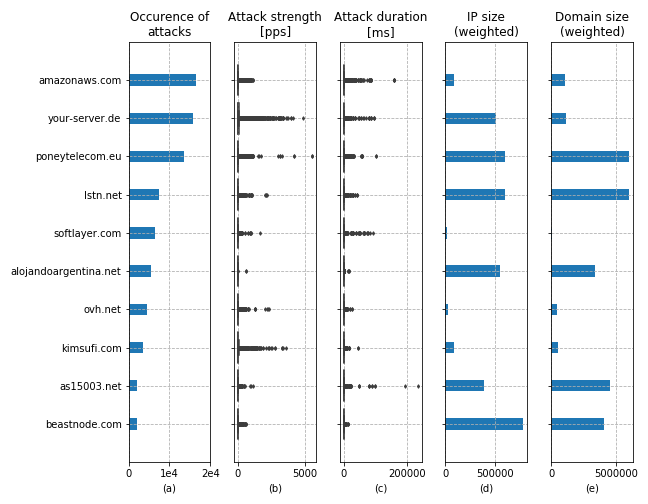 Occurence of
attacks
Attack strength
[pps]
Attack duration
[ms]
IP size
(weighted)
Domain size
(weighted)
amazonaws.com
your-server.de
poneytelecom.eu
lstn.net
softlayer.com
alojandoargentina.net
ovh.net
kimsufi.com
as15003.net
beastnode.com
0 1e4 2e4
0 5000
0 200000
0 500000
0 5000000
(a)
(b)
(c)
(d)
(e)